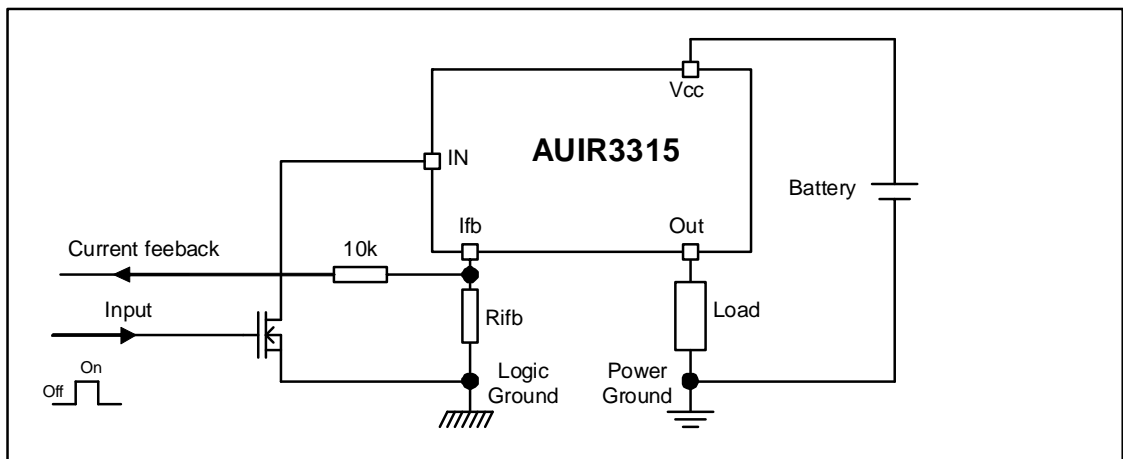 Vcc
AUIR3315
IN
Battery
Ifb
Out
Current feeback
10k
Input
Rifb
Load
On
Off
Logic
Ground
Power
Ground